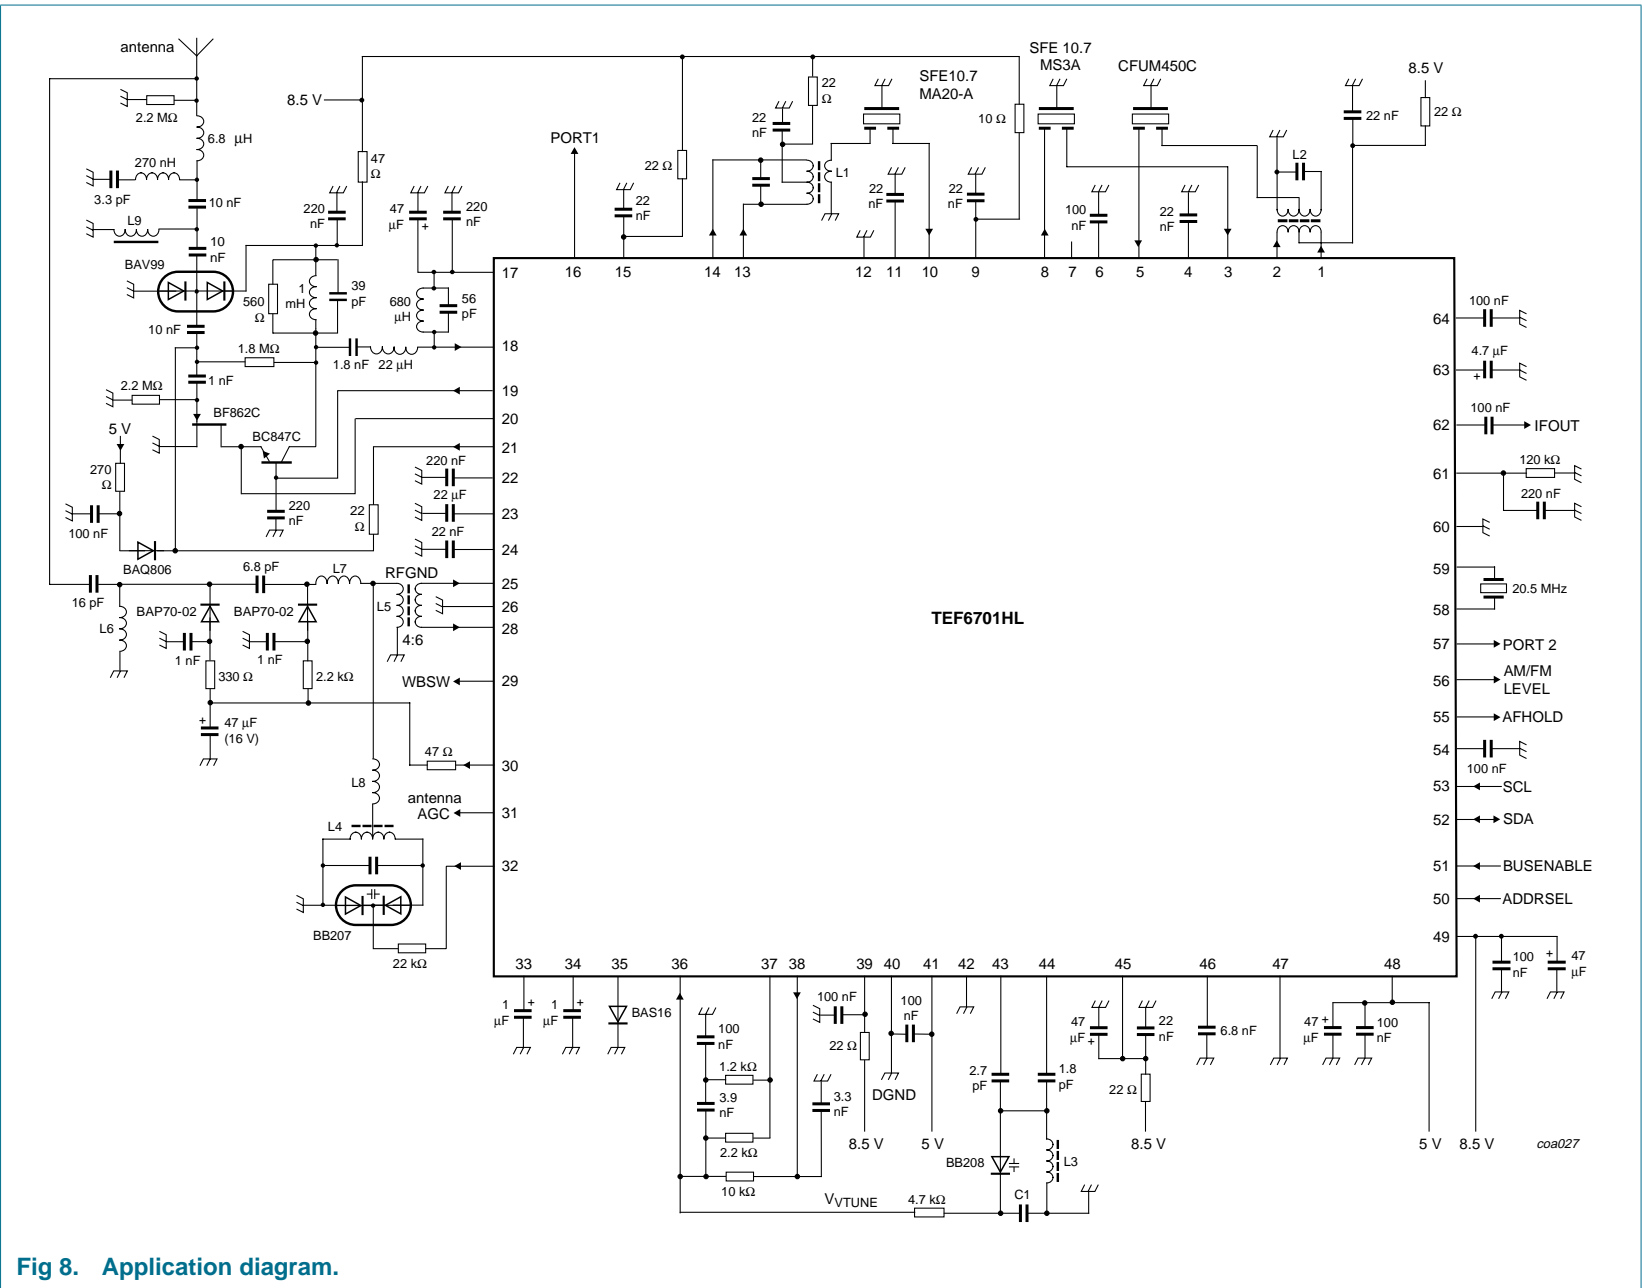 antenna
2.2 MΩ
6.8 μH
270 nH
3.3 pF
10 nF
L9
10
nF
BAV99
10 nF
8.5 V
47
Ω
220
nF
47
μF
+
220
nF
560
Ω
1
mH
39
pF
680
μH
56
pF
1.8 MΩ
1.8 nF
22 μH
1 nF
2.2 MΩ
BF862C
BC847C
5 V
270
Ω
100 nF
BAQ806
220
nF
22
Ω
220 nF
22 μF
22 nF
PORT1
22 Ω
22
nF
22
nF
22
Ω
L1
SFE10.7
MA20-A
22
nF
10 Ω
22
nF
SFE 10.7
MS3A
100
nF
CFUM450C
22
nF
L2
22 nF
8.5 V
22 Ω
17
16
15
14
13
12
11
10
9
8
7
6
5
4
3
2
1
18
19
20
21
22
23
24
25
26
28
29
30
31
32
16 pF
L6
BAP70-02
1 nF
330 Ω
6.8 pF
BAP70-02
1 nF
2.2 kΩ
L7
RFGND
L5
4:6
WBSW
+
47 μF
(16 V)
47 Ω
L8
antenna
AGC
L4
BB207
22 kΩ
TEF6701HL
64
100 nF
63
4.7 μF
+
62
100 nF
IFOUT
61
120 kΩ
220 nF
60
59
20.5 MHz
58
57
PORT 2
56
AM/FM
LEVEL
55
AFHOLD
54
100 nF
53
SCL
52
SDA
51
BUSENABLE
50
ADDRSEL
49
100
nF
+
47
μF
33
34
35
36
37
38
39
40
41
42
43
44
45
46
47
48
1
μF
+
1
μF
+
BAS16
100
nF
1.2 kΩ
3.9
nF
2.2 kΩ
10 kΩ
3.3
nF
100 nF
22 Ω
8.5 V
100
nF
DGND
5 V
2.7
pF
1.8
pF
BB208
L3
C1
VVTUNE
4.7 kΩ
47
μF
+
22
nF
22 Ω
8.5 V
6.8 nF
47
μF
+
100
nF
5 V
8.5 V
coa027
Fig 8. Application diagram.